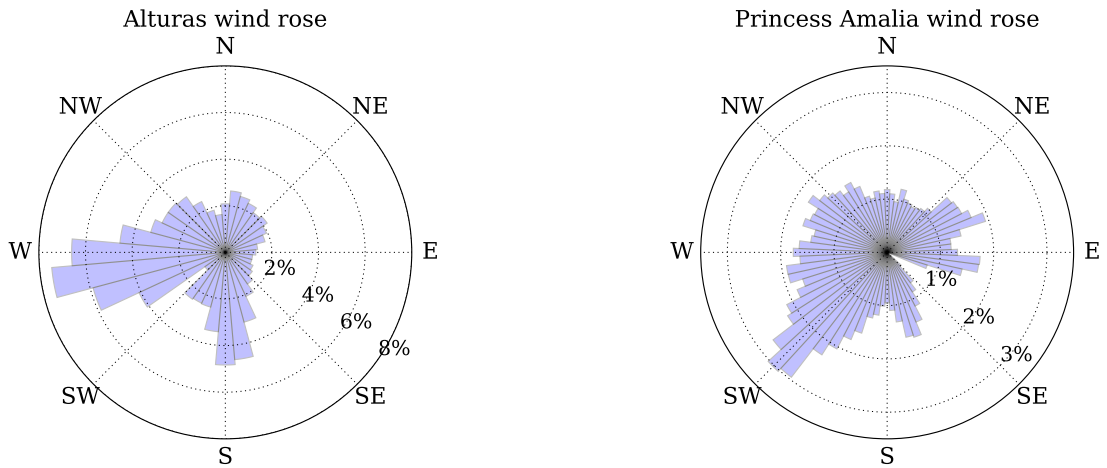 Alturas wind rose
N
NW
NE
W
E
2%
4%
6%
8%
SW
SE
S
Princess Amalia wind rose
N
NW
NE
W
E
1%
2%
3%
SW
SE
S